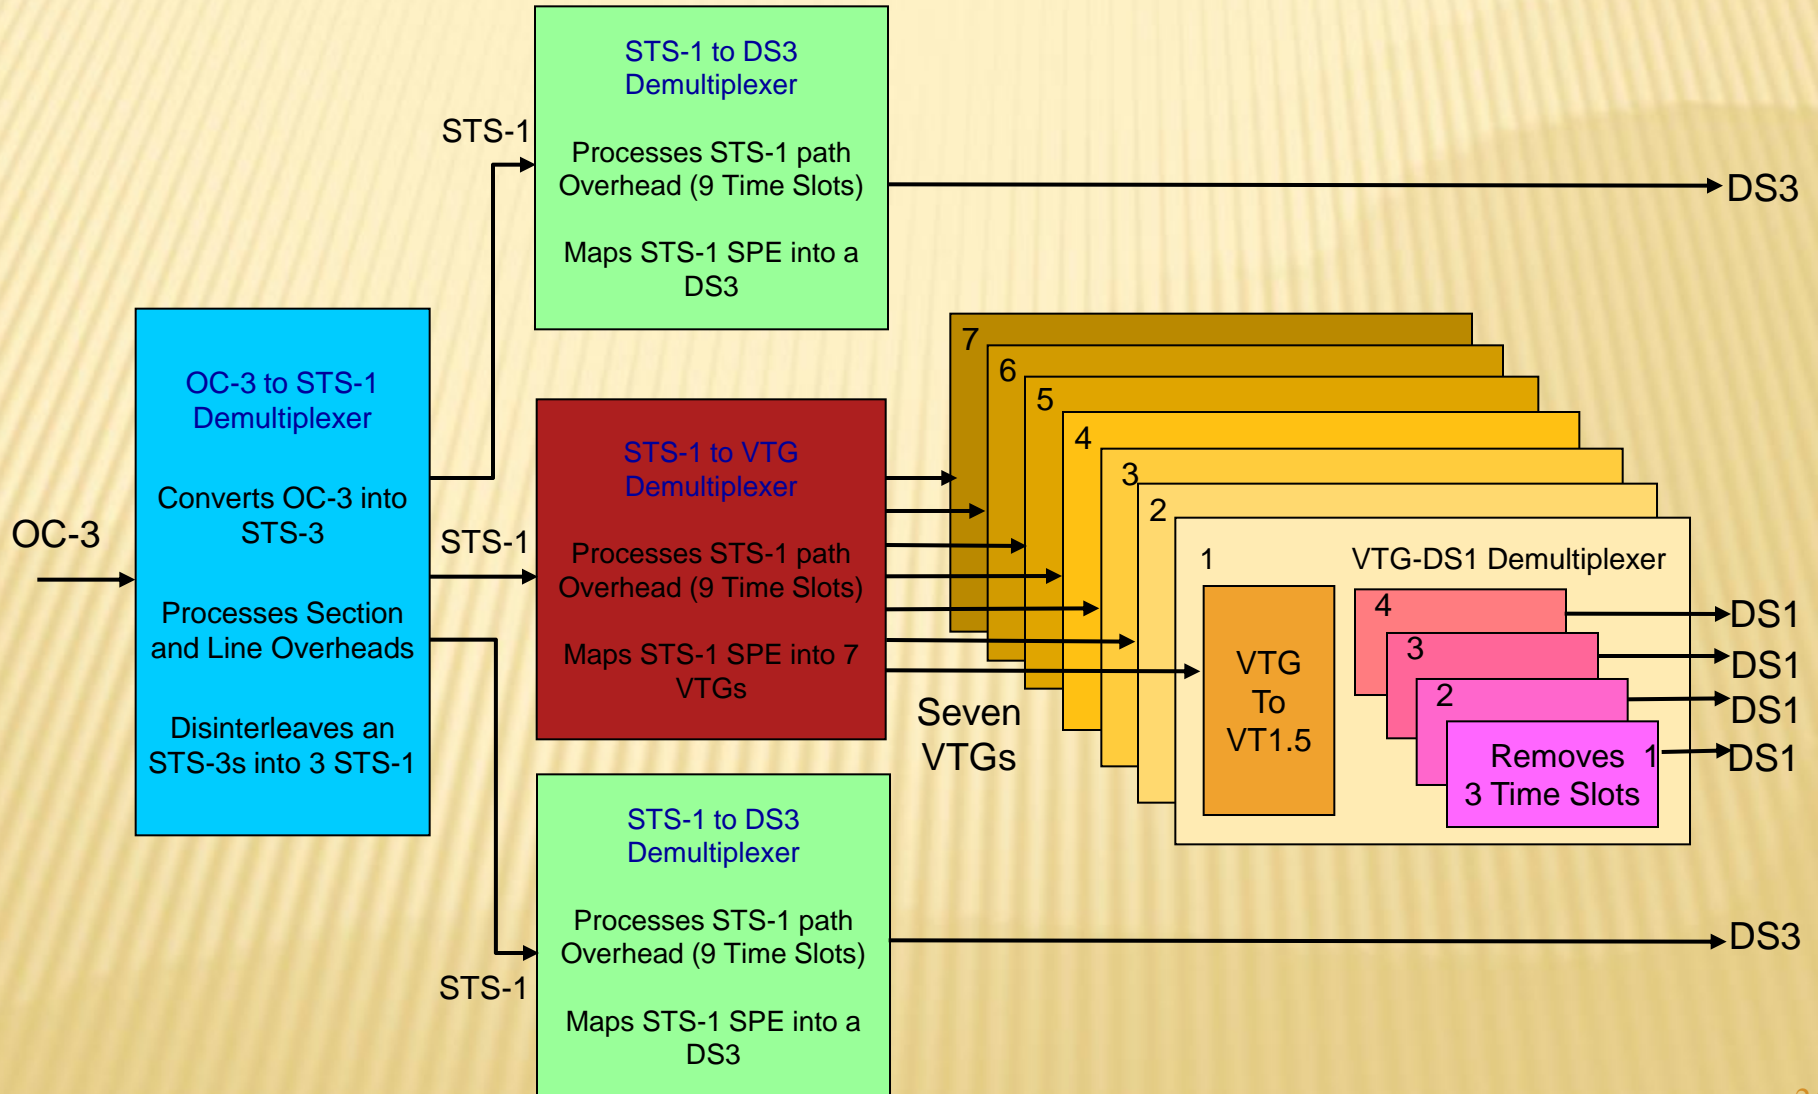 STS-1 to DS3
Demultiplexer
Processes STS-1 path
Overhead (9 Time Slots)
Maps STS-1 SPE into a
DS3
STS-1
DS3
OC-3
OC-3 to STS-1
Demultiplexer
Converts OC-3 into
STS-3
Processes Section
and Line Overheads
Disinterleaves an
STS-3s into 3 STS-1
STS-1
STS-1 to VTG
Demultiplexer
Processes STS-1 path
Overhead (9 Time Slots)
Maps STS-1 SPE into 7
VTGs
Seven
VTGs
7
6
5
4
3
2
1
VTG-DS1 Demultiplexer
VTG
To
VT1.5
4
3
2
Removes 1
3 Time Slots
DS1
DS1
DS1
DS1
STS-1
STS-1 to DS3
Demultiplexer
Processes STS-1 path
Overhead (9 Time Slots)
Maps STS-1 SPE into a
DS3
DS3